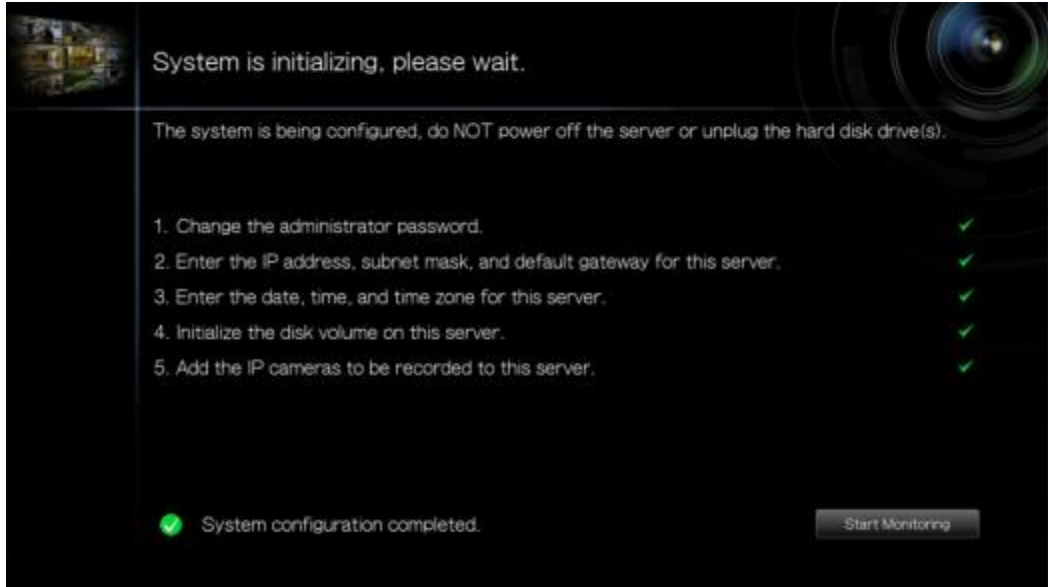 System is initializing, please wait.
The system is being configured, do NOT power off the server or unplug the hard disk drive(s).
1. Change the administrator password.
2. Enter the IP address, subnet mask, and default gateway for this server.
3. Enter the date, time, and time zone for this server.
4. Initialize the disk volume on this server.
5. Add the IP cameras to be recorded to this server.
System configuration completed.
Start Monitoring